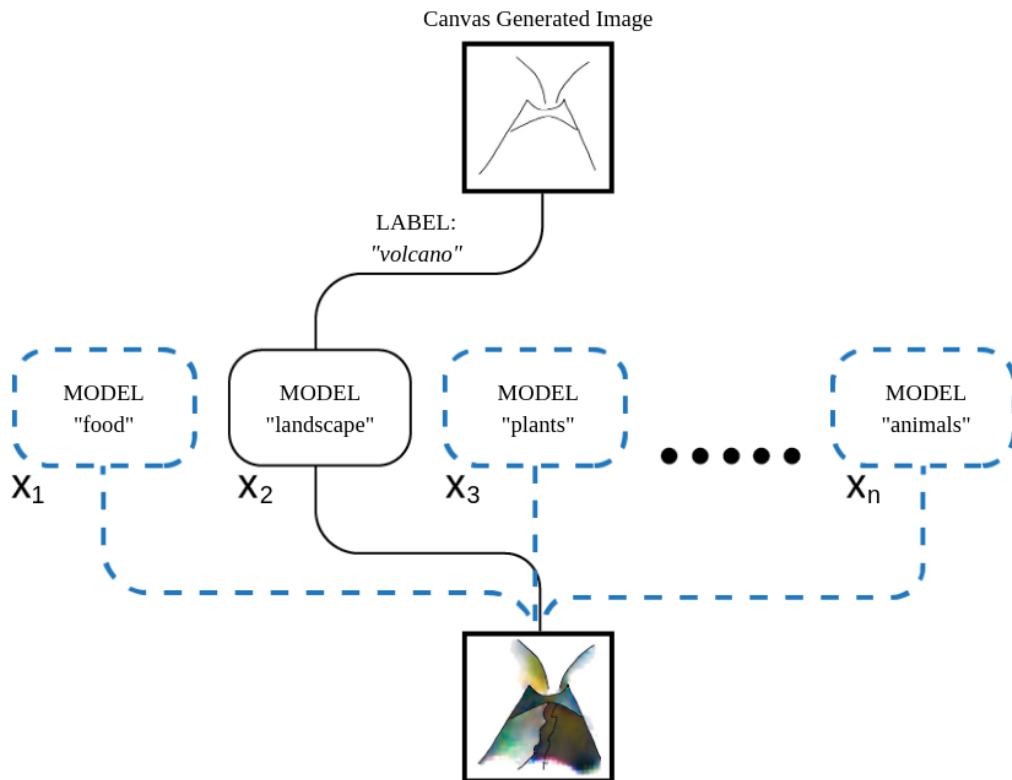 Canvas Generated Image
LABEL:
"volcano"
MODEL
"food"
MODEL
"landscape"
MODEL
"plants"
MODEL
"animals"
X1
X2
X3
Xn